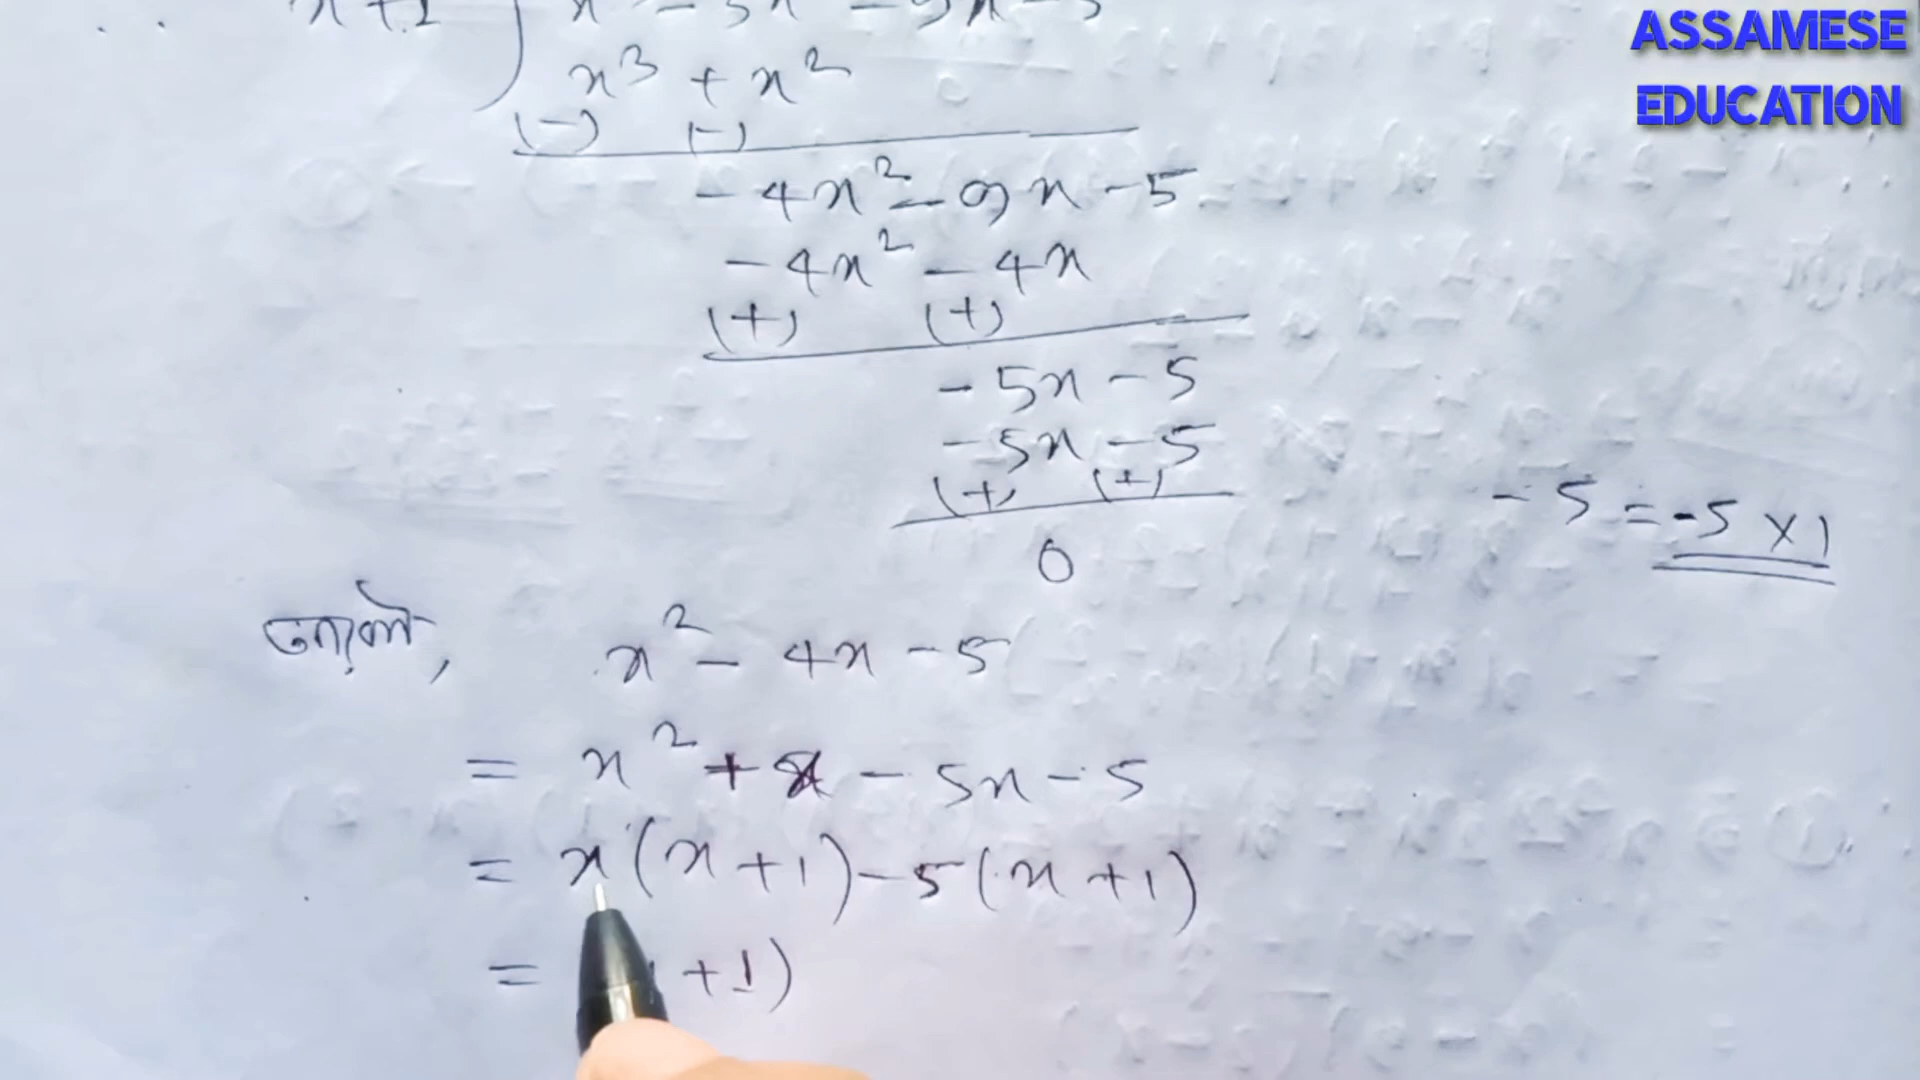 ASSAMESE
EDUCATION
x+1
x³ + x²
(-) (-)
- 4x² - 9x - 5
- 4x² - 4x
(+) (+)
- 5x - 5
- 5x - 5
(+) (+)
0
- 5 = -5 × 1
x² - 4x - 5
= x² + x - 5x - 5
= x(x+1) - 5(x+1)
= +1)